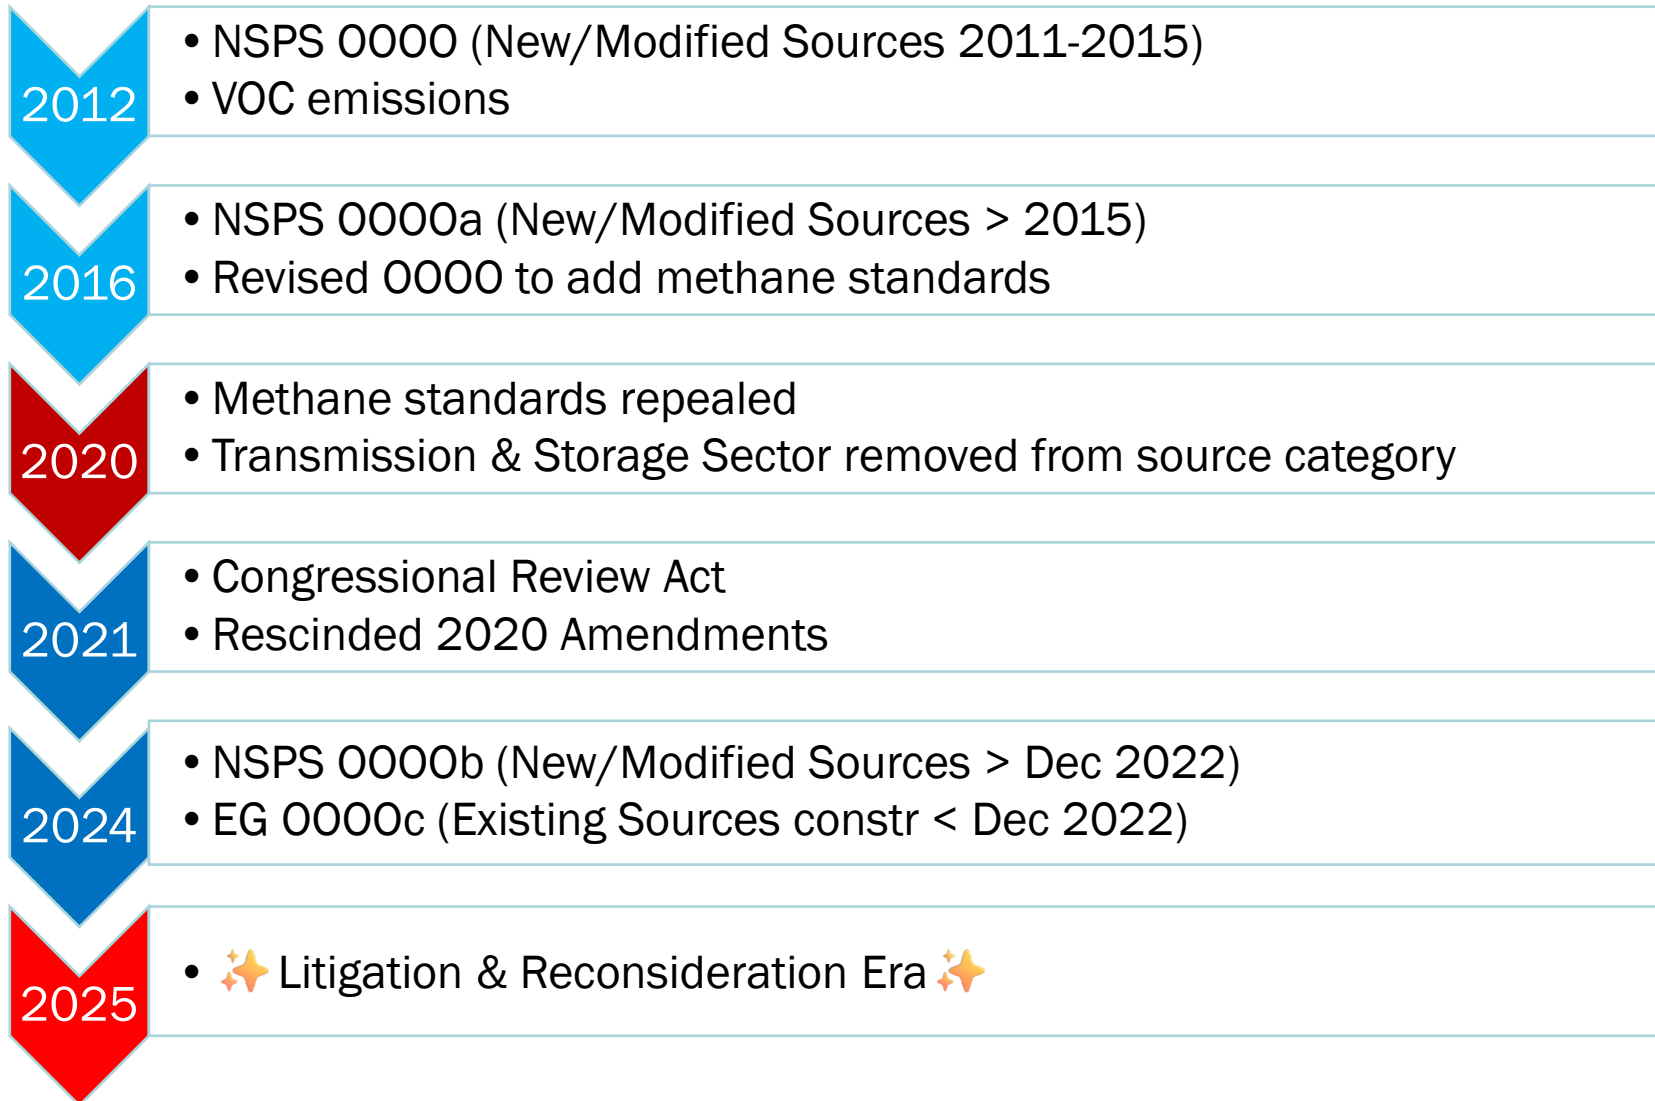 2012
• NSPS OOOO (New/Modified Sources 2011-2015)
• VOC emissions
2016
• NSPS OOOOa (New/Modified Sources > 2015)
• Revised OOOO to add methane standards
2020
• Methane standards repealed
• Transmission & Storage Sector removed from source category
2021
• Congressional Review Act
• Rescinded 2020 Amendments
2024
• NSPS OOOOb (New/Modified Sources > Dec 2022)
• EG OOOOc (Existing Sources constr < Dec 2022)
2025
• ✨ Litigation & Reconsideration Era ✨